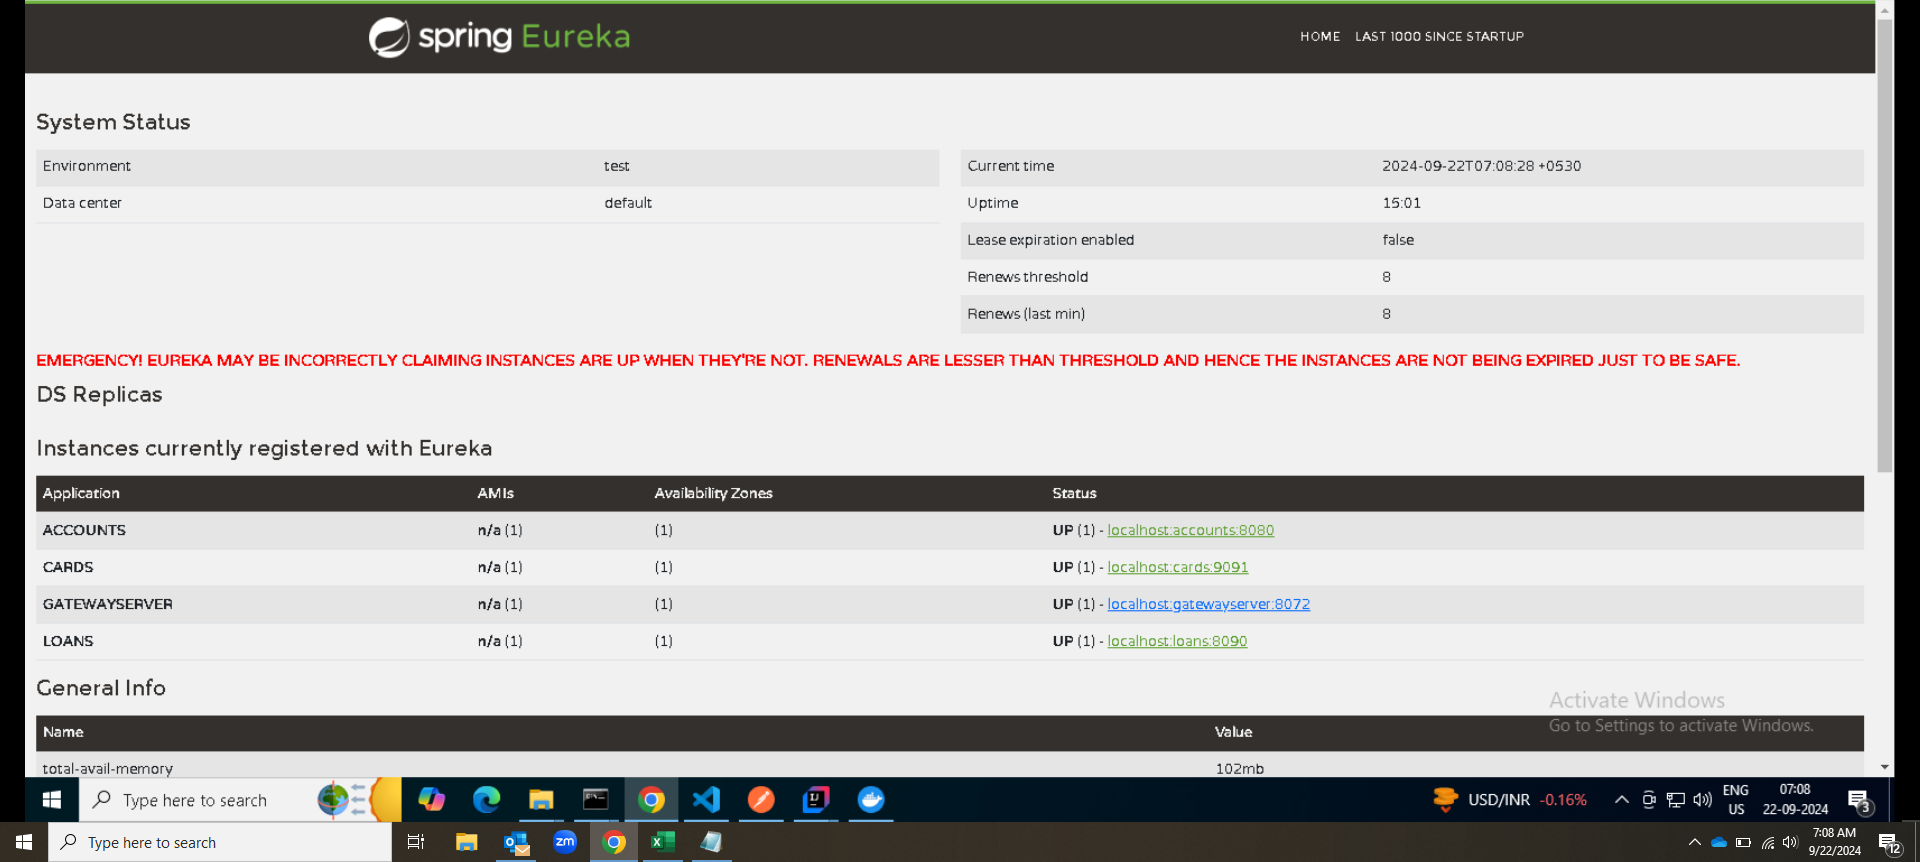 spring Eureka
HOME LAST 1000 SINCE STARTUP
System Status
Environment test
Data center default
Current time 2024-09-22T07:08:28 +0530
Uptime 15:01
Lease expiration enabled false
Renews threshold 8
Renews (last min) 8
EMERGENCY! EUREKA MAY BE INCORRECTLY CLAIMING INSTANCES ARE UP WHEN THEY'RE NOT. RENEWALS ARE LESSER THAN THRESHOLD AND HENCE THE INSTANCES ARE NOT BEING EXPIRED JUST TO BE SAFE.
DS Replicas
Instances currently registered with Eureka
Application AMIs Availability Zones Status
ACCOUNTS n/a (1) (1) UP (1) - localhost:accounts:8080
CARDS n/a (1) (1) UP (1) - localhost:cards:9091
GATEWAYSERVER n/a (1) (1) UP (1) - localhost:gatewayserver:8072
LOANS n/a (1) (1) UP (1) - localhost:loans:8090
General Info
Activate Windows
Go to Settings to activate Windows.
Name Value
total-avail-memory 102mb
Type here to search
USD/INR -0.16%
ENG
US
07:08
22-09-2024
3
Type here to search
zm
7:08 AM
9/22/2024
12